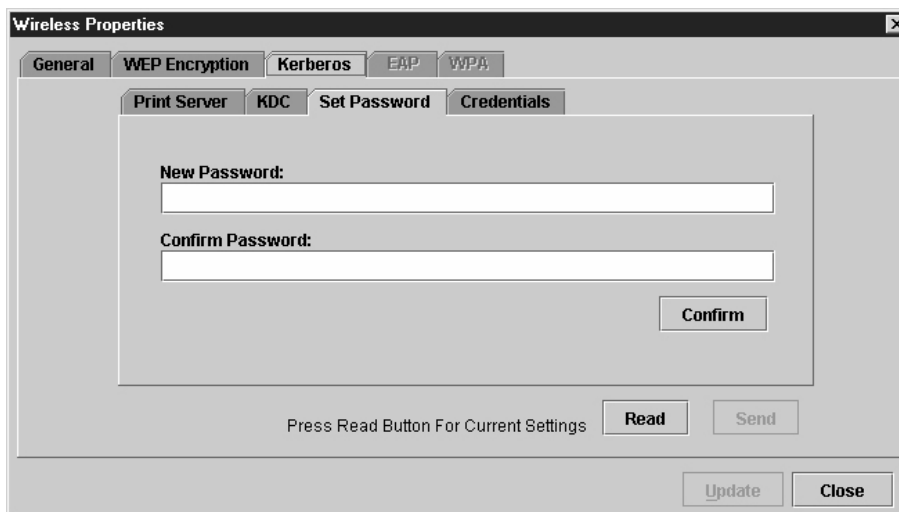 Wireless Properties
General WEP Encryption Kerberos EAP WPA
Print Server KDC Set Password Credentials
New Password:
Confirm Password:
Confirm
Press Read Button For Current Settings Read Send
Update Close